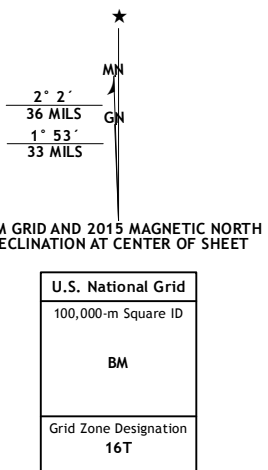 ★
MN
2° 2´
36 MILS
GN
1° 53´
33 MILS
M GRID AND 2015 MAGNETIC NORTH
ECLINATION AT CENTER OF SHEET
U.S. National Grid
100,000-m Square ID
BM
Grid Zone Designation
16T